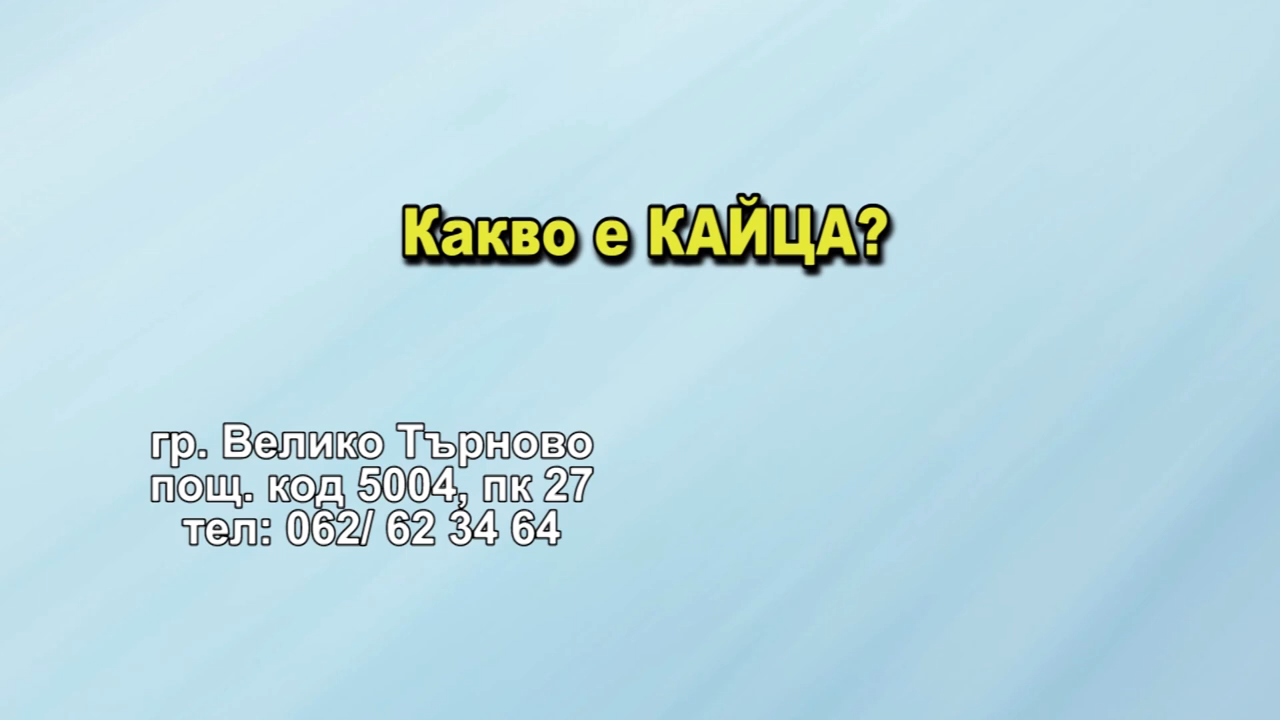 Какво е КАЙЦА?
гр. Велико Търново
пощ. код 5004, пк 27
тел: 062/ 62 34 64